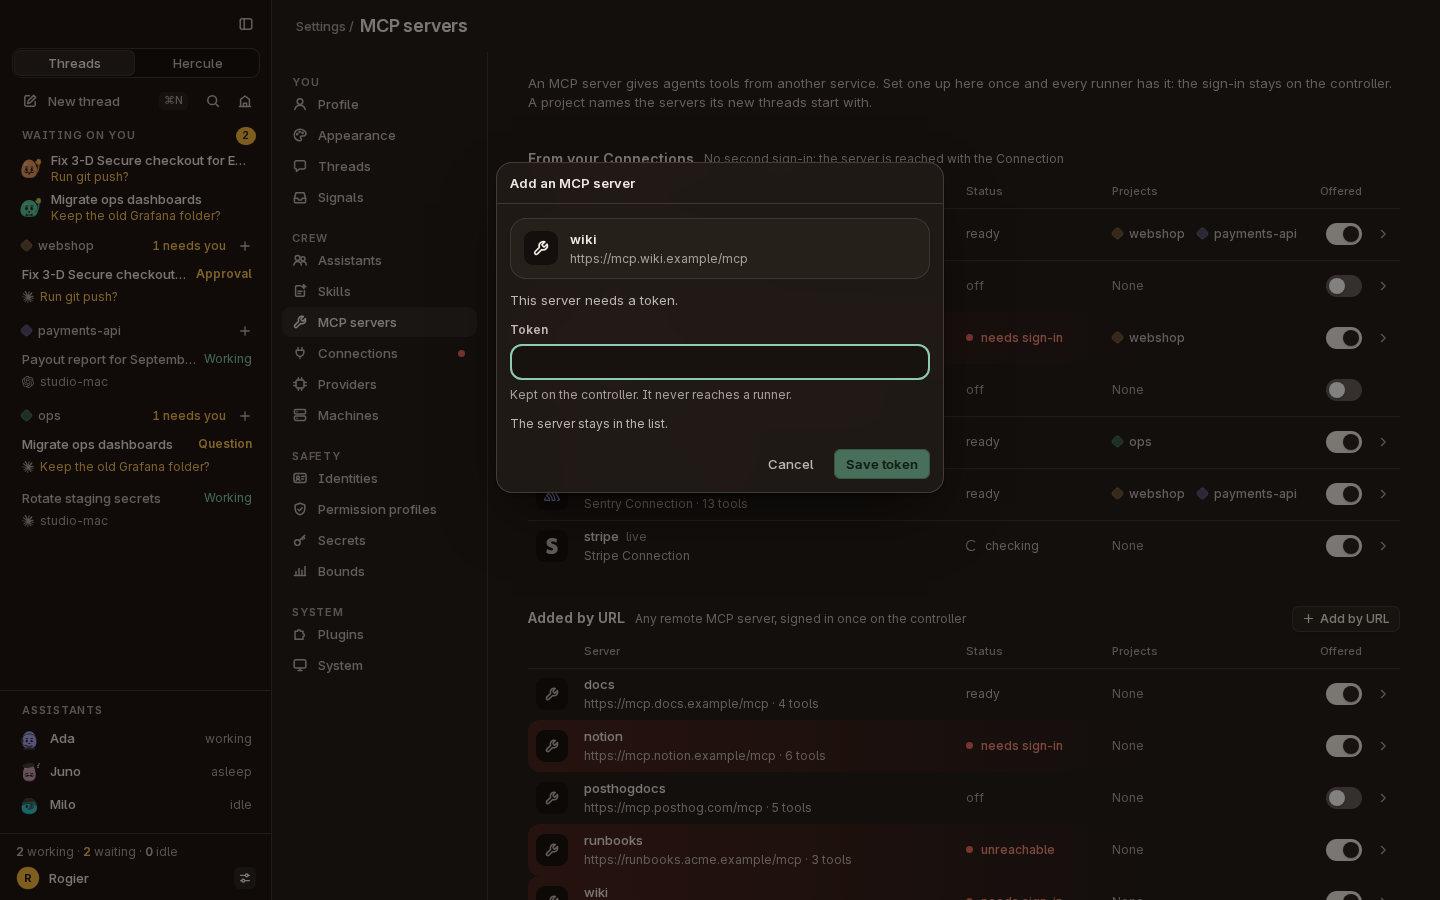 Threads
Hercule
New thread
⌘N
WAITING ON YOU
2
Fix 3-D Secure checkout for E...
Run git push?
Migrate ops dashboards
Keep the old Grafana folder?
webshop
1 needs you
Fix 3-D Secure checkout...
Approval
Run git push?
payments-api
Payout report for Septemb...
Working
studio-mac
ops
1 needs you
Migrate ops dashboards
Question
Keep the old Grafana folder?
Rotate staging secrets
Working
studio-mac
ASSISTANTS
Ada
working
Juno
asleep
Milo
idle
2 working · 2 waiting · 0 idle
R
Rogier
Settings / MCP servers
YOU
Profile
Appearance
Threads
Signals
CREW
Assistants
Skills
MCP servers
Connections
Providers
Machines
SAFETY
Identities
Permission profiles
Secrets
Bounds
SYSTEM
Plugins
System
An MCP server gives agents tools from another service. Set one up here once and every runner has it: the sign-in stays on the controller.
A project names the servers its new threads start with.
From your Connections
No second sign-in: the server is reached with the Connection
Status
Projects
Offered
ready
webshop
payments-api
off
None
needs sign-in
webshop
off
None
ready
ops
Sentry Connection · 13 tools
ready
webshop
payments-api
stripe live
Stripe Connection
checking
None
Add an MCP server
wiki
https://mcp.wiki.example/mcp
This server needs a token.
Token
Kept on the controller. It never reaches a runner.
The server stays in the list.
Cancel
Save token
Added by URL
Any remote MCP server, signed in once on the controller
Add by URL
Server
Status
Projects
Offered
docs
https://mcp.docs.example/mcp · 4 tools
ready
None
notion
https://mcp.notion.example/mcp · 6 tools
needs sign-in
None
posthogdocs
https://mcp.posthog.com/mcp · 5 tools
off
None
runbooks
https://runbooks.acme.example/mcp · 3 tools
unreachable
None
wiki
needs sign-in
None